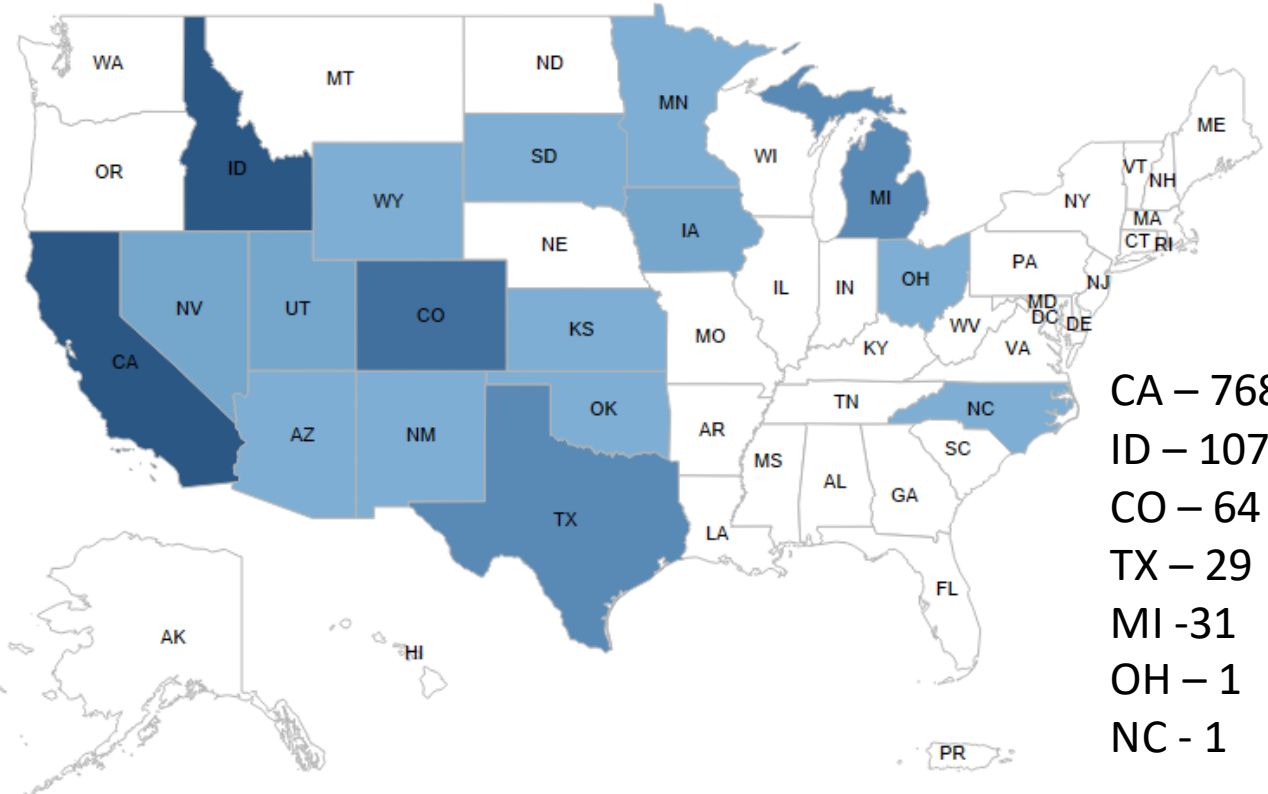 WA
MT
ND
MN
ME
OR
ID
SD
WI
VT
NH
WY
MI
NY
MA
NE
IA
CT RI
PA
NV
UT
CO
IL
IN
OH
NJ
MD
DC
DE
WV
KS
MO
KY
VA
CA
AZ
NM
OK
AR
TN
NC
SC
MS
AL
GA
TX
LA
FL
AK
HI
PR
CA – 768
ID – 107
CO – 64
TX – 29
MI -31
OH – 1
NC - 1